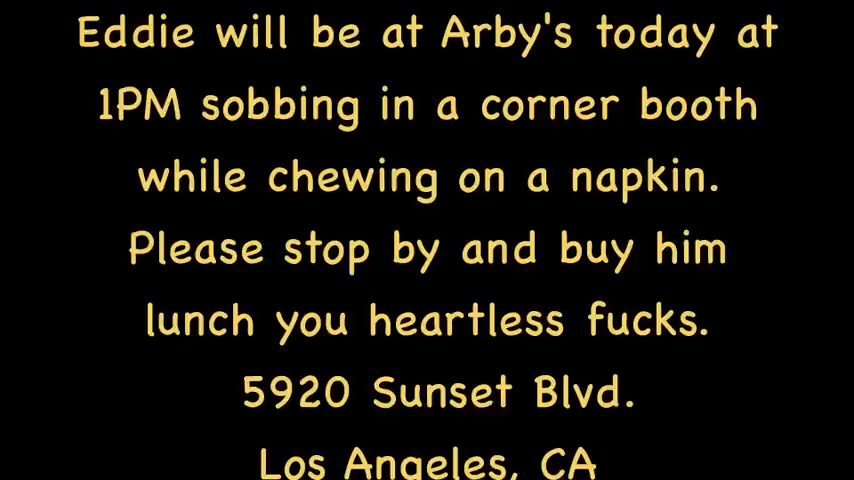 Eddie will be at Arby's today at
1PM sobbing in a corner booth
while chewing on a napkin.
Please stop by and buy him
lunch you heartless fucks.
5920 Sunset Blvd.
Los Angeles, CA